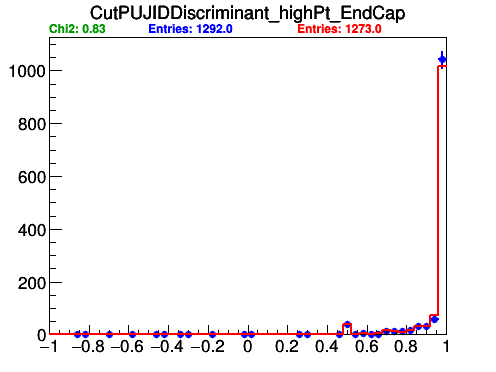 CutPUJIDDiscriminant_highPt_EndCap
Chi2: 0.83 Entries: 1292.0 Entries: 1273.0
1000
800
600
400
200
0
−1 −0.8 −0.6 −0.4 −0.2 0 0.2 0.4 0.6 0.8 1